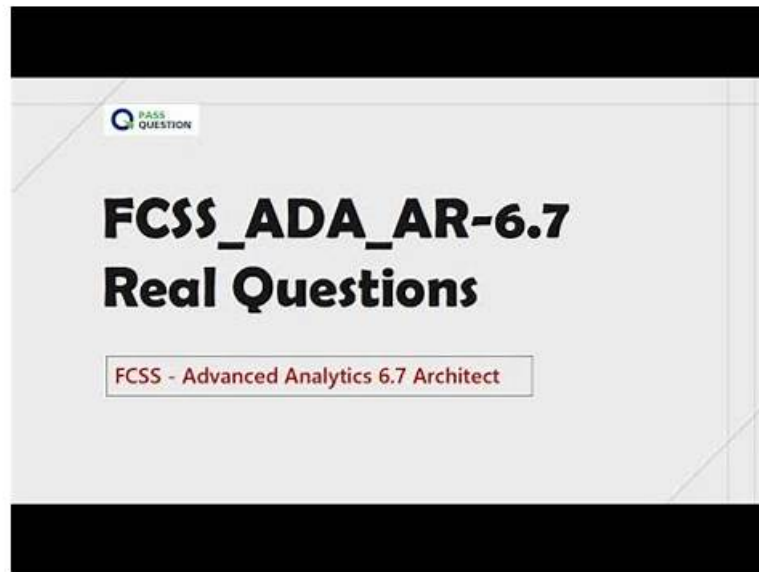 PASS
QUESTION
FCSS_ADA_AR-6.7
Real Questions
FCSS - Advanced Analytics 6.7 Architect